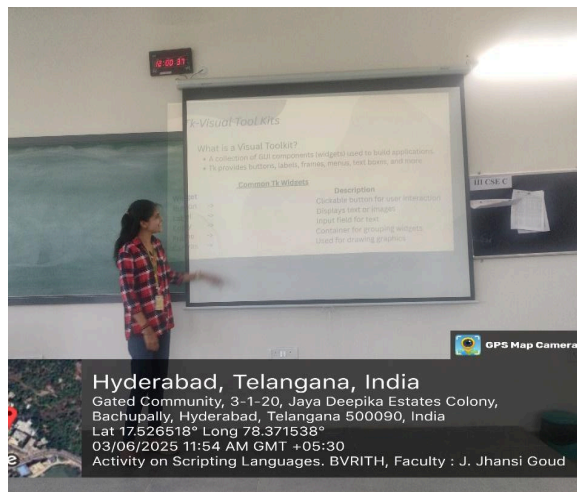 12:00 37
k-Visual Tool Kits
What is a Visual Toolkit?
• A collection of GUI components (widgets) used to build applications.
• Tk provides buttons, labels, frames, menus, text boxes, and more
Common Tk Widgets
Description
Clickable button for user interaction
Displays text or images
Input field for text
Container for grouping widgets
Used for drawing graphics
III CSE C
GPS Map Camera
Hyderabad, Telangana, India
Gated Community, 3-1-20, Jaya Deepika Estates Colony,
Bachupally, Hyderabad, Telangana 500090, India
Lat 17.526518° Long 78.371538°
03/06/2025 11:54 AM GMT +05:30
Activity on Scripting Languages. BVRITH, Faculty : J. Jhansi Goud